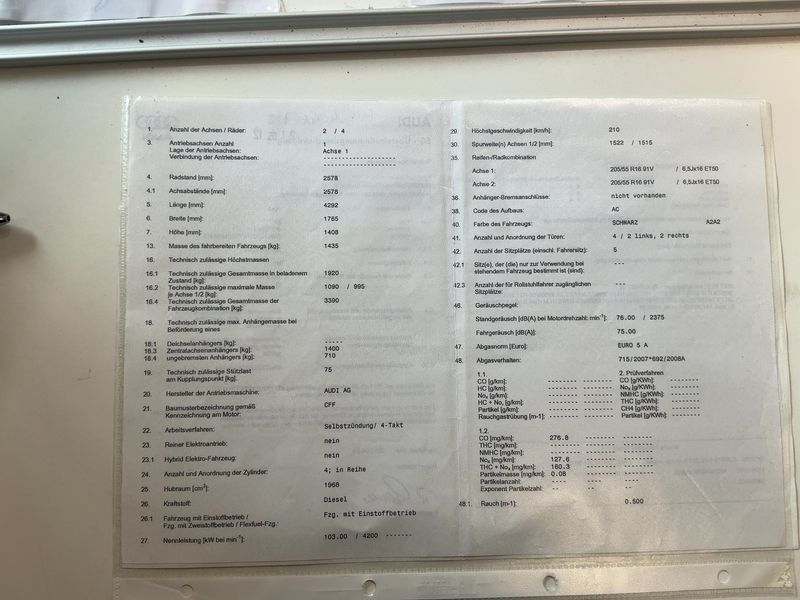 1. Anzahl der Achsen / Räder: 2 / 4
3. Antriebsachsen Anzahl 1
Lage der Antriebsachsen: Achse 1
Verbindung der Antriebsachsen: --------------------
--------------------
4. Radstand [mm]: 2578
4.1 Achsabstände [mm]: 2578
5. Länge [mm]: 4292
6. Breite [mm]: 1765
7. Höhe [mm]: 1408
13. Masse des fahrbereiten Fahrzeugs [kg]: 1435
16. Technisch zulässige Höchstmassen
16.1 Technisch zulässige Gesamtmasse in beladenem 1920
Zustand [kg]:
16.2 Technisch zulässige maximale Masse 1090 / 995
je Achse 1/2 [kg]:
16.4 Technisch zulässige Gesamtmasse der 3390
Fahrzeugkombination [kg]:
18. Technisch zulässige max. Anhängemasse bei
Beförderung eines
18.1 Deichselanhängers [kg]: -----
18.3 Zentralachsenanhängers [kg]: 1400
18.4 ungebremsten Anhängers [kg]: 710
19. Technisch zulässige Stützlast 75
am Kupplungspunkt [kg]:
20. Hersteller der Antriebsmaschine: AUDI AG
21. Baumusterbezeichnung gemäß CFF
Kennzeichnung am Motor:
22. Arbeitsverfahren: Selbstzündung/ 4-Takt
23. Reiner Elektroantrieb: nein
23.1 Hybrid Elektro-Fahrzeug: nein
24. Anzahl und Anordnung der Zylinder: 4; in Reihe
25. Hubraum [cm³]: 1968
26. Kraftstoff: Diesel
26.1 Fahrzeug mit Einstoffbetrieb / Fzg. mit Einstoffbetrieb
Fzg. mit Zweistoffbetrieb / Flexfuel-Fzg.:
27. Nennleistung [kW bei min⁻¹]: 103.00 / 4200 -------
29. Höchstgeschwindigkeit [km/h]: 210
30. Spurweite(n) Achsen 1/2 [mm]: 1522 / 1515
35. Reifen-/Radkombination
Achse 1: 205/55 R16 91V / 6,5Jx16 ET50
Achse 2: 205/55 R16 91V / 6,5Jx16 ET50
36. Anhänger-Bremsanschlüsse: nicht vorhanden
38. Code des Aufbaus: AC
40. Farbe des Fahrzeugs: SCHWARZ A2A2
41. Anzahl und Anordnung der Türen: 4 / 2 links, 2 rechts
42. Anzahl der Sitzplätze (einschl. Fahrersitz): 5
42.1 Sitz(e), der (die) nur zur Verwendung bei ---
stehendem Fahrzeug bestimmt ist (sind):
42.3 Anzahl der für Rollstuhlfahrer zugänglichen ---
Sitzplätze:
46. Geräuschpegel:
Standgeräusch [dB(A) bei Motordrehzahl: min⁻¹]: 76.00 / 2375
Fahrgeräusch [dB(A)]: 75.00
47. Abgasnorm [Euro]: EURO 5 A
48. Abgasverhalten: 715/2007*692/2008A
1.1. 2. Prüfverfahren
CO [g/km]: ------- CO [g/KWh]: -------
HC [g/km]: ------- Noₓ [g/KWh]: -------
Noₓ [g/km]: ------- NMHC [g/KWh]: -------
HC + Noₓ [g/km]: ------- THC [g/KWh]: -------
Partikel [g/km]: ------- CH4 [g/KWh]: -------
Rauchgastrübung [m-1]: ------- Partikel [g/KWh]: -------
1.2.
CO [mg/km]: 276.8 ------- -------
THC [mg/km]: ------- ------- -------
NMHC [mg/km]: ------- ------- -------
Noₓ [mg/km]: 127.6 ------- -------
THC + Noₓ [mg/km]: 160.3 ------- -------
Partikelmasse [mg/km]: 0.08 ------- -------
Partikelanzahl: ----- ---- ----
Exponent Partikelzahl: -- -- --
48.1. Rauch [m-1]: 0.500